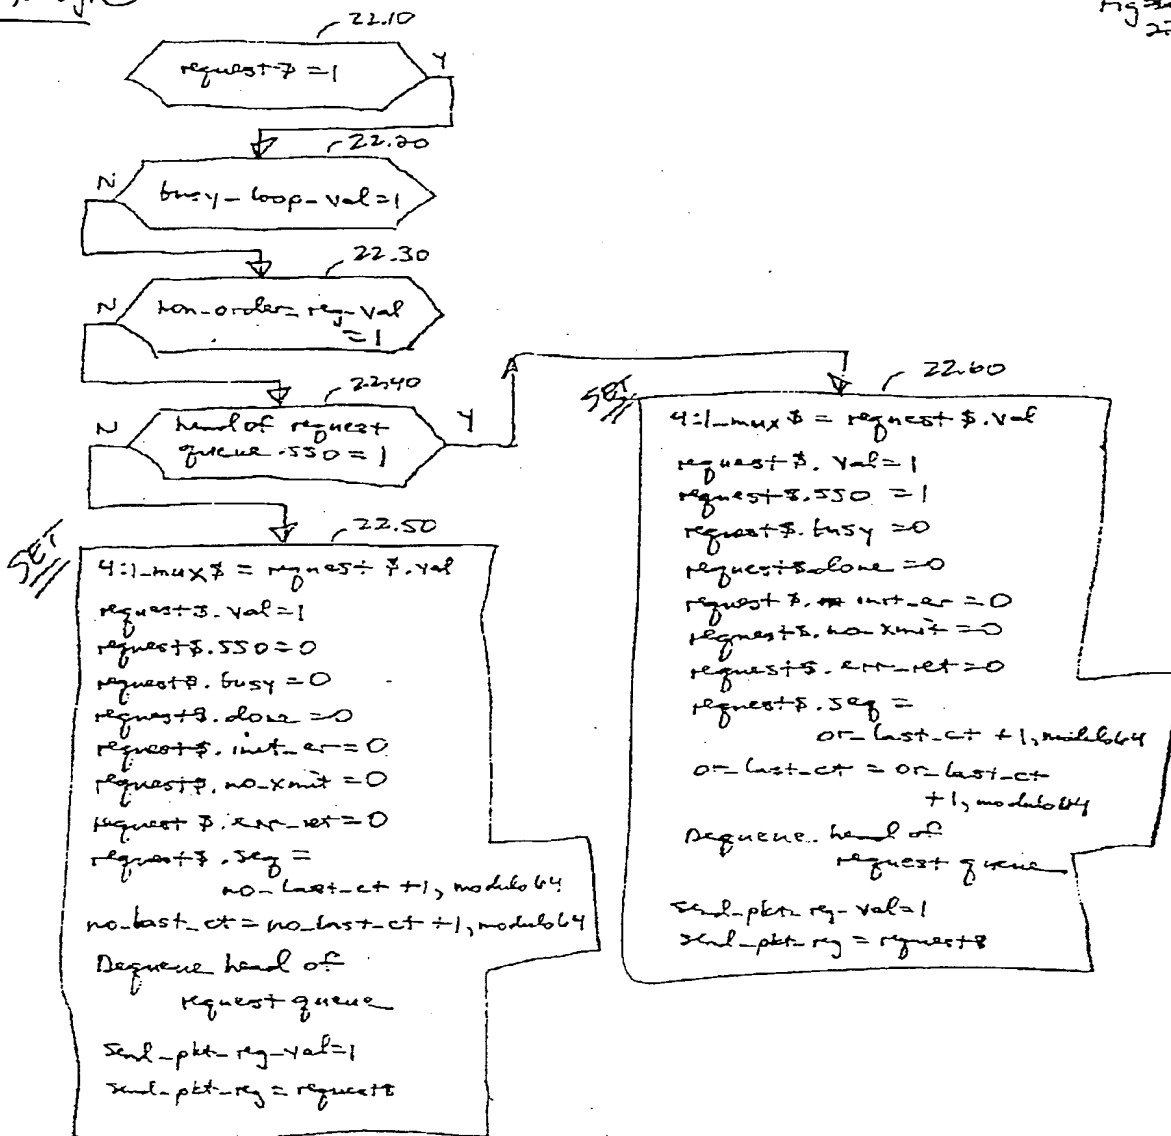 22.10
request $ = 1
Y
22.20
N
busy_loop_val=1
22.30
N
non_order_reg_val
=1
22.40
N
head of request
queue.SSO = 1
Y
SET
22.50
4:1_mux$ = request $.val
request$.val=1
request$.SSO=0
request$.busy=0
request$.done=0
request$.init_er=0
request$.no_xmit=0
request $.err_ret=0
request$.seq =
no_last_ct +1, modulo64
no_last_ct = no_last_ct +1, modulo64
Dequeue head of
request queue
send_pkt_reg_val=1
send_pkt_reg = request$
SET
22.60
4:1_mux$ = request $.val
request$.val=1
request$.SSO =1
request$.busy =0
request$.done =0
request $. init_er=0
request$.no_xmit=0
request$.err_ret=0
request$.seq =
or_last_ct +1, modulo64
or_last_ct = or_last_ct
+1, modulo64
Dequeue head of
request queue
send_pkt_reg_val=1
send_pkt_reg = request$